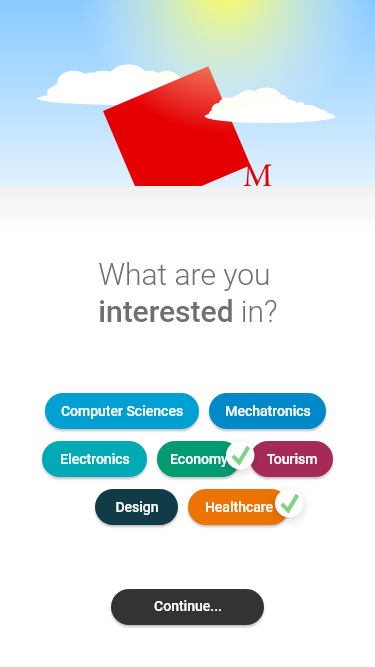 M
What are you
interested in?
Computer Sciences
Mechatronics
Electronics
Economy
Tourism
Design
Healthcare
Continue...